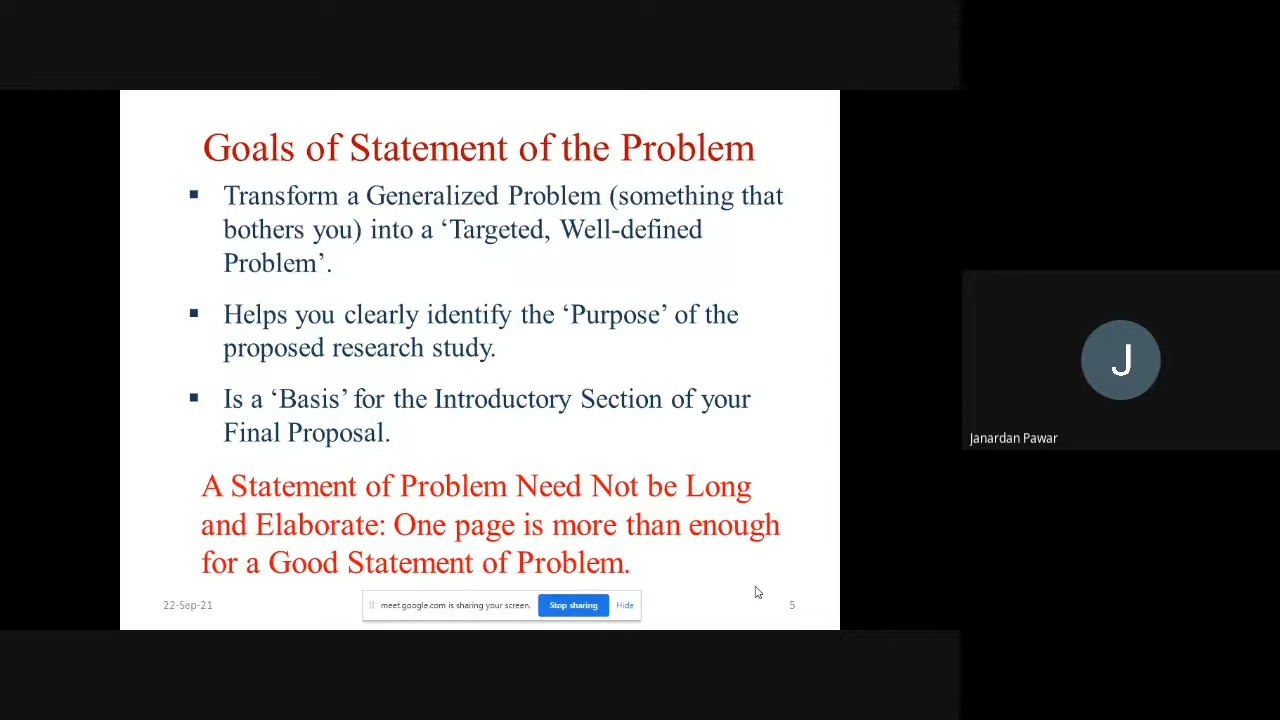 Goals of Statement of the Problem
▪ Transform a Generalized Problem (something that
bothers you) into a ‘Targeted, Well-defined
Problem’.
▪ Helps you clearly identify the ‘Purpose’ of the
proposed research study.
▪ Is a ‘Basis’ for the Introductory Section of your
Final Proposal.
A Statement of Problem Need Not be Long
and Elaborate: One page is more than enough
for a Good Statement of Problem.
22-Sep-21
meet.google.com is sharing your screen.
Stop sharing
Hide
5
J
Janardan Pawar